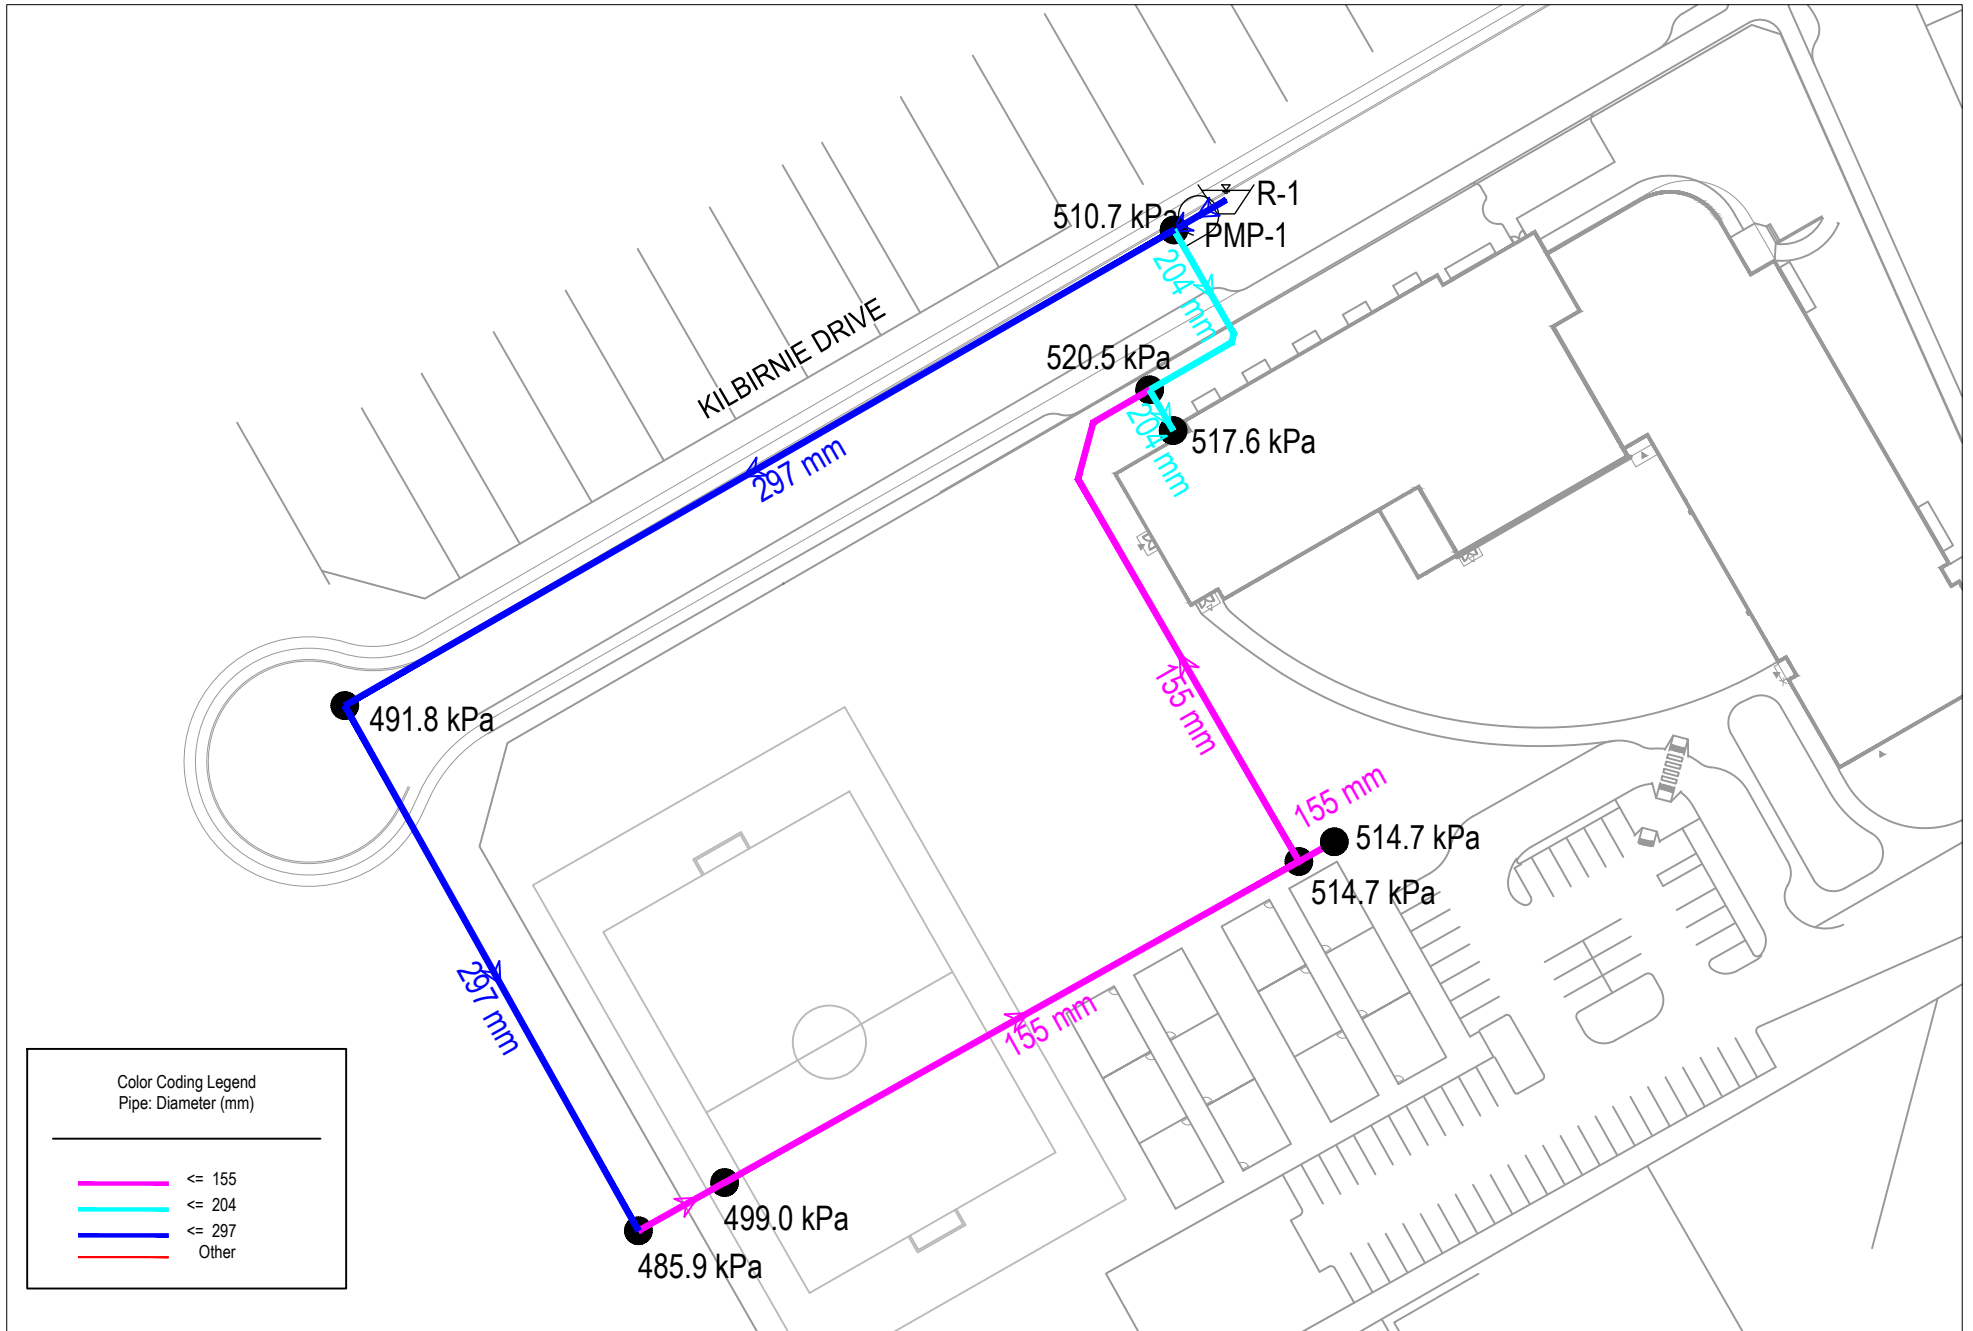 R-1
510.7 kPa
PMP-1
204 mm
KILBIRNIE DRIVE
520.5 kPa
204 mm
517.6 kPa
297 mm
155 mm
491.8 kPa
155 mm
514.7 kPa
514.7 kPa
297 mm
155 mm
499.0 kPa
485.9 kPa
Color Coding Legend
Pipe: Diameter (mm)
<= 155
<= 204
<= 297
Other